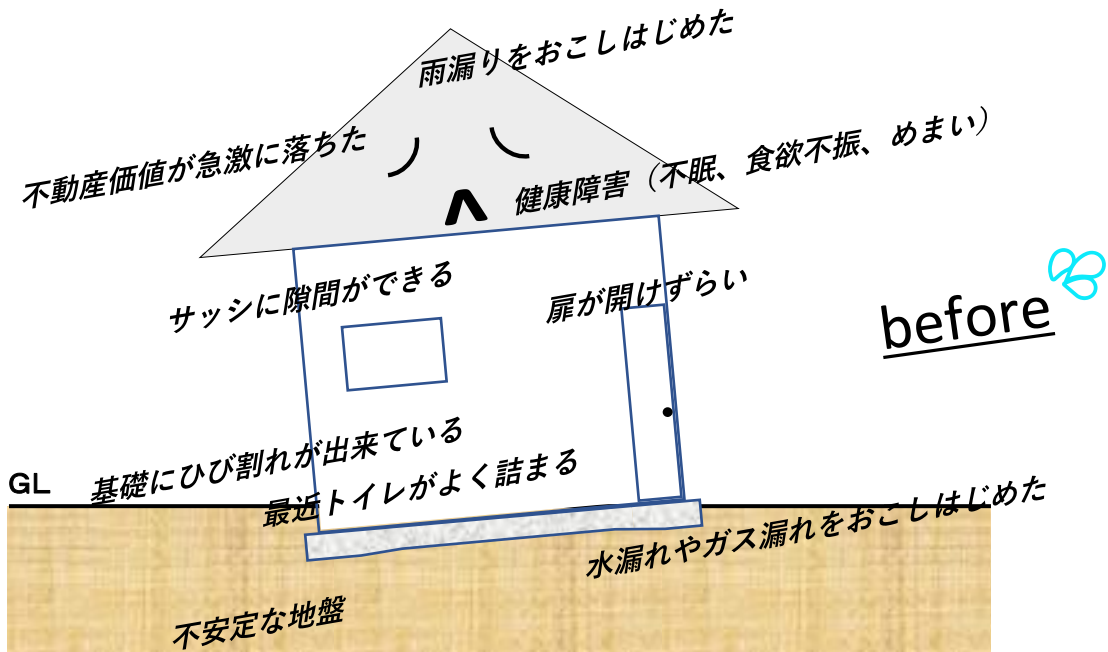 雨漏りをおこしはじめた
不動産価値が急激に落ちた
健康障害（不眠、食欲不振、めまい）
サッシに隙間ができる
扉が開けずらい
before
基礎にひび割れが出来ている
GL
最近トイレがよく詰まる
水漏れやガス漏れをおこしはじめた
不安定な地盤